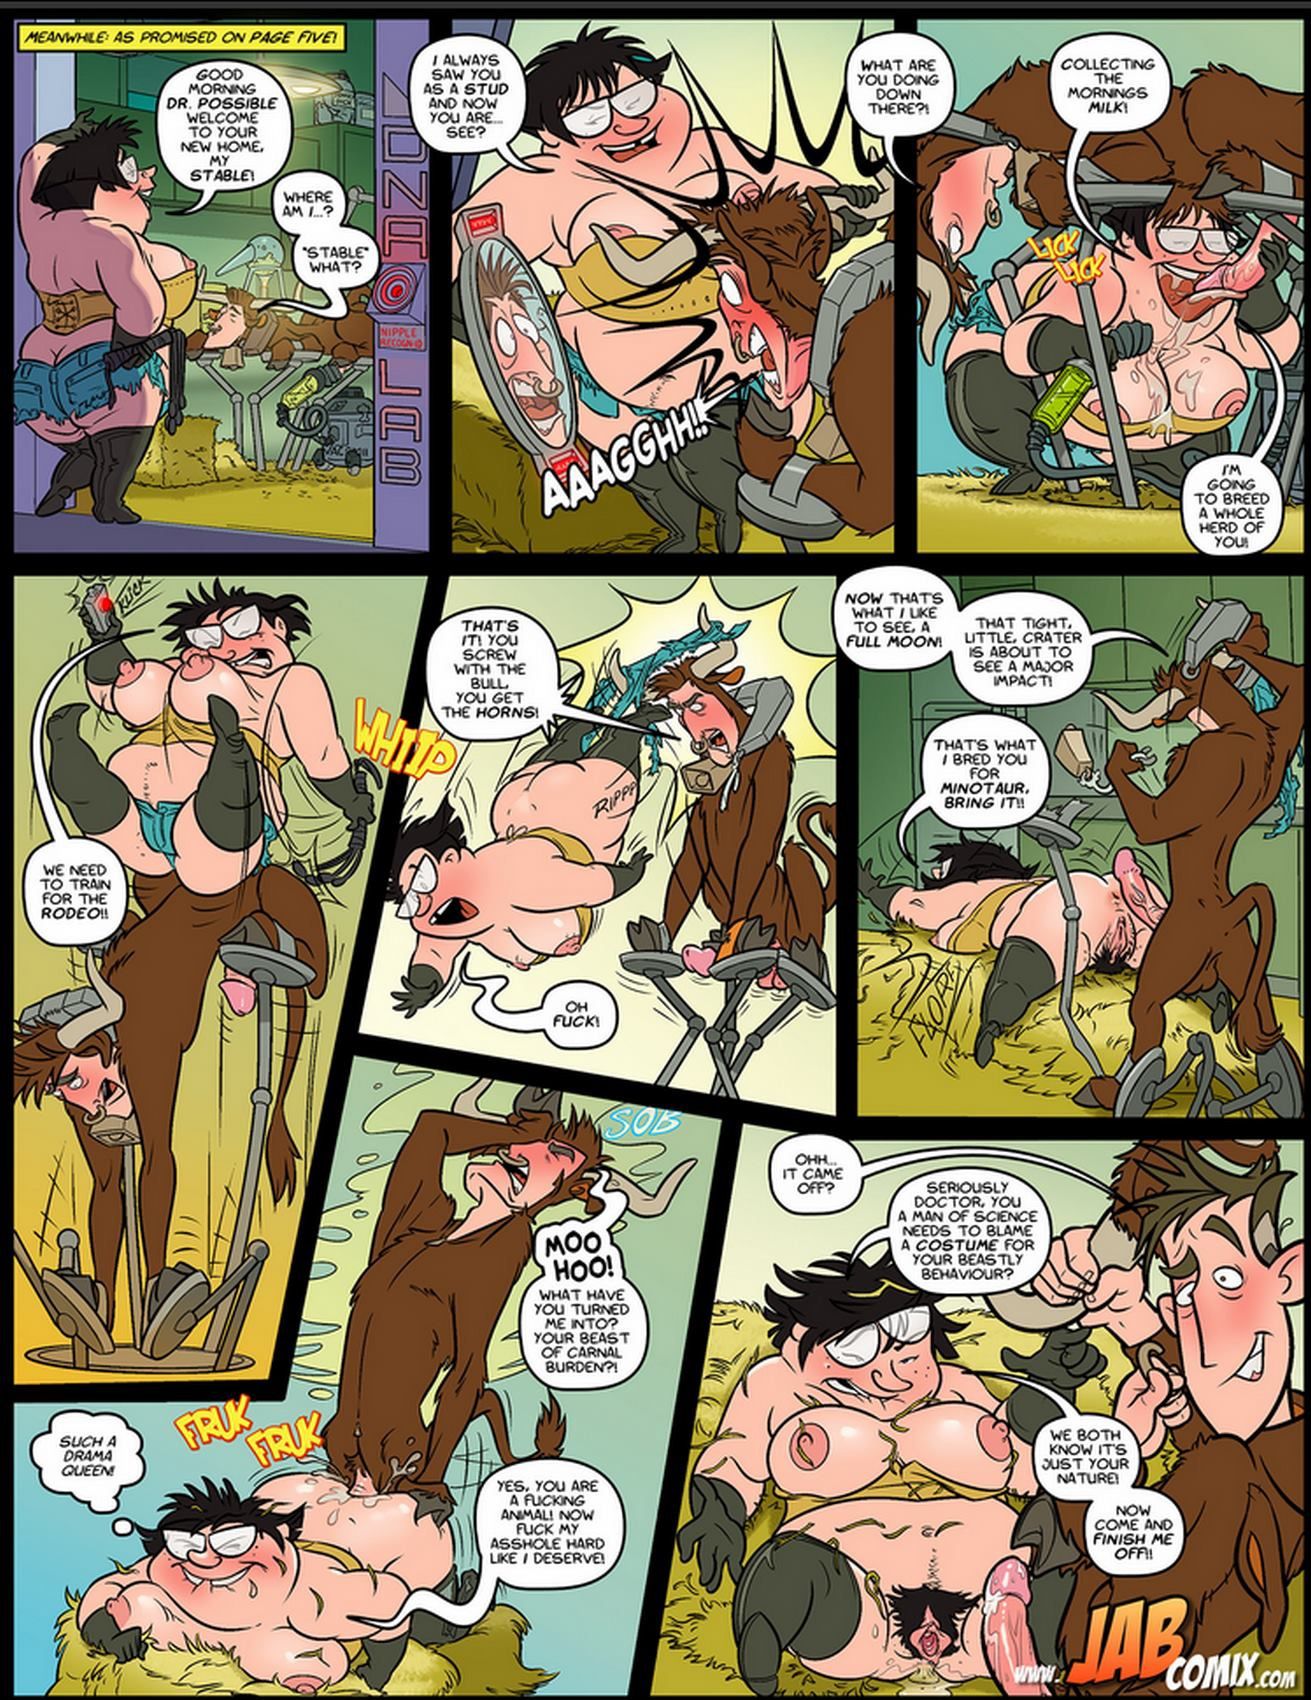 MEANWHILE: AS PROMISED ON PAGE FIVE!
GOOD
MORNING
DR. POSSIBLE
WELCOME
TO YOUR
NEW HOME,
MY
STABLE!
WHERE
AM I...?
"STABLE"
WHAT?
NIPPLE
RECOGN-ID
LAB
I ALWAYS
SAW YOU
AS A STUD
AND NOW
YOU ARE...
SEE?
AAAGGHH!!
WHAT ARE
YOU DOING
DOWN
THERE?!
COLLECTING
THE
MORNINGS
MILK!
LICK
LICK
I'M
GOING
TO BREED
A WHOLE
HERD OF
YOU!
KLICK
WE NEED
TO TRAIN
FOR THE
RODEO!!
WHIIP
THAT'S
IT! YOU
SCREW
WITH THE
BULL,
YOU GET
THE HORNS!
RIPPP
OH
FUCK!
NOW THAT'S
WHAT I LIKE
TO SEE, A
FULL MOON!
THAT TIGHT,
LITTLE, CRATER
IS ABOUT TO
SEE A MAJOR
IMPACT!
THAT'S WHAT
I BRED YOU
FOR
MINOTAUR,
BRING IT!!
SOB
MOO
HOO!
WHAT HAVE
YOU TURNED
ME INTO?
YOUR BEAST
OF CARNAL
BURDEN?!
FRUK
FRUK
SUCH A
DRAMA
QUEEN!
YES, YOU ARE
A FUCKING
ANIMAL! NOW
FUCK MY
ASSHOLE HARD
LIKE I DESERVE!
OHH...
IT CAME
OFF?
SERIOUSLY
DOCTOR, YOU
A MAN OF SCIENCE
NEEDS TO BLAME
A COSTUME FOR
YOUR BEASTLY
BEHAVIOUR?
WE BOTH
KNOW IT'S
JUST YOUR
NATURE!
NOW
COME AND
FINISH ME
OFF!!
www.JABCOMIX.com